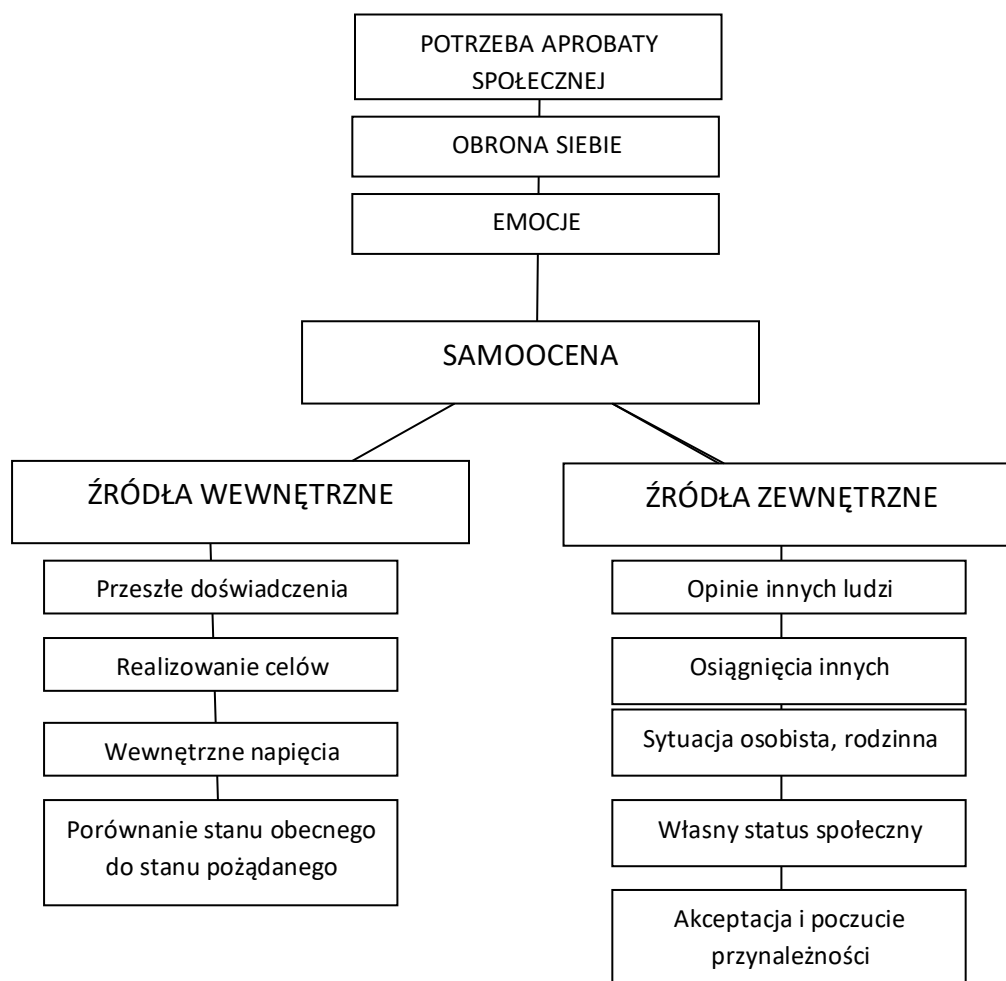 POTRZEBA APROBATY
SPOŁECZNEJ
OBRONA SIEBIE
EMOCJE
SAMOOCENA
ŹRÓDŁA WEWNĘTRZNE
Przeszłe doświadczenia
Realizowanie celów
Wewnętrzne napięcia
Porównanie stanu obecnego
do stanu pożądanego
ŹRÓDŁA ZEWNĘTRZNE
Opinie innych ludzi
Osiągnięcia innych
Sytuacja osobista, rodzinna
Własny status społeczny
Akceptacja i poczucie
przynależności